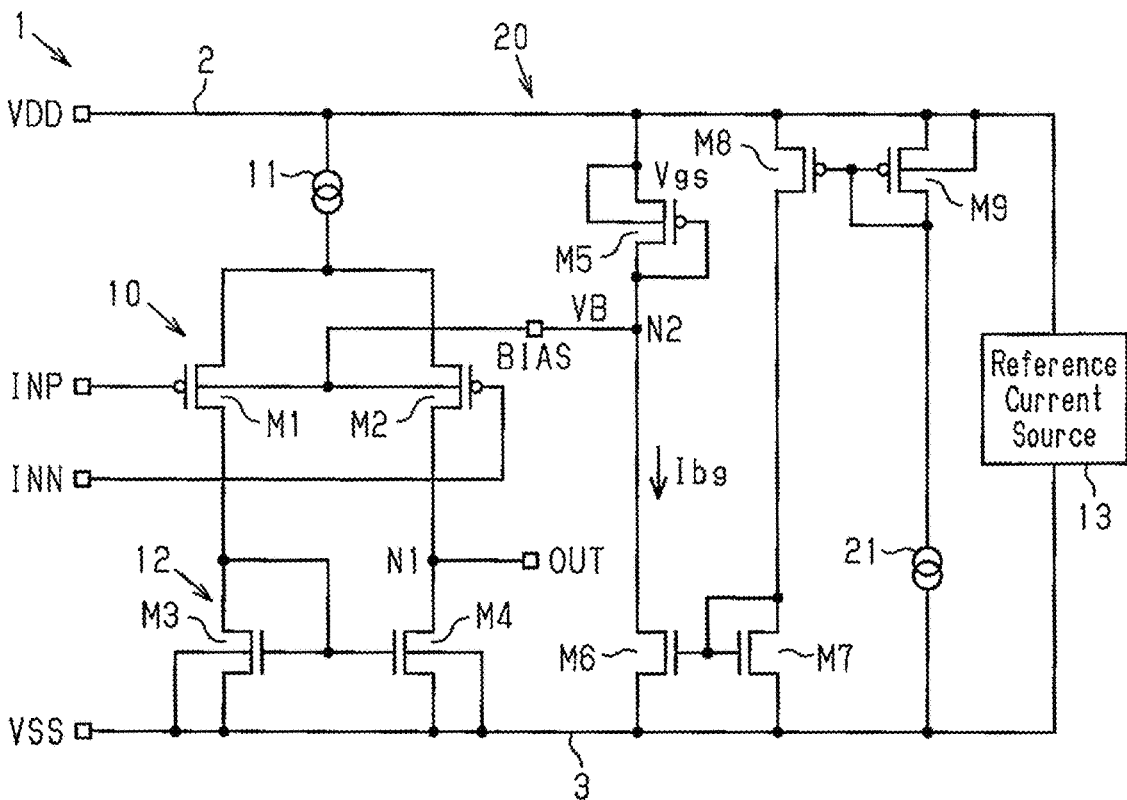 1
2
20
VDD
11
M8
Vgs
M9
M5
10
VB
N2
BIAS
INP
M1
M2
Reference
Current
Source
INN
Ibg
13
12
N1
OUT
21
M3
M4
M6
M7
VSS
3